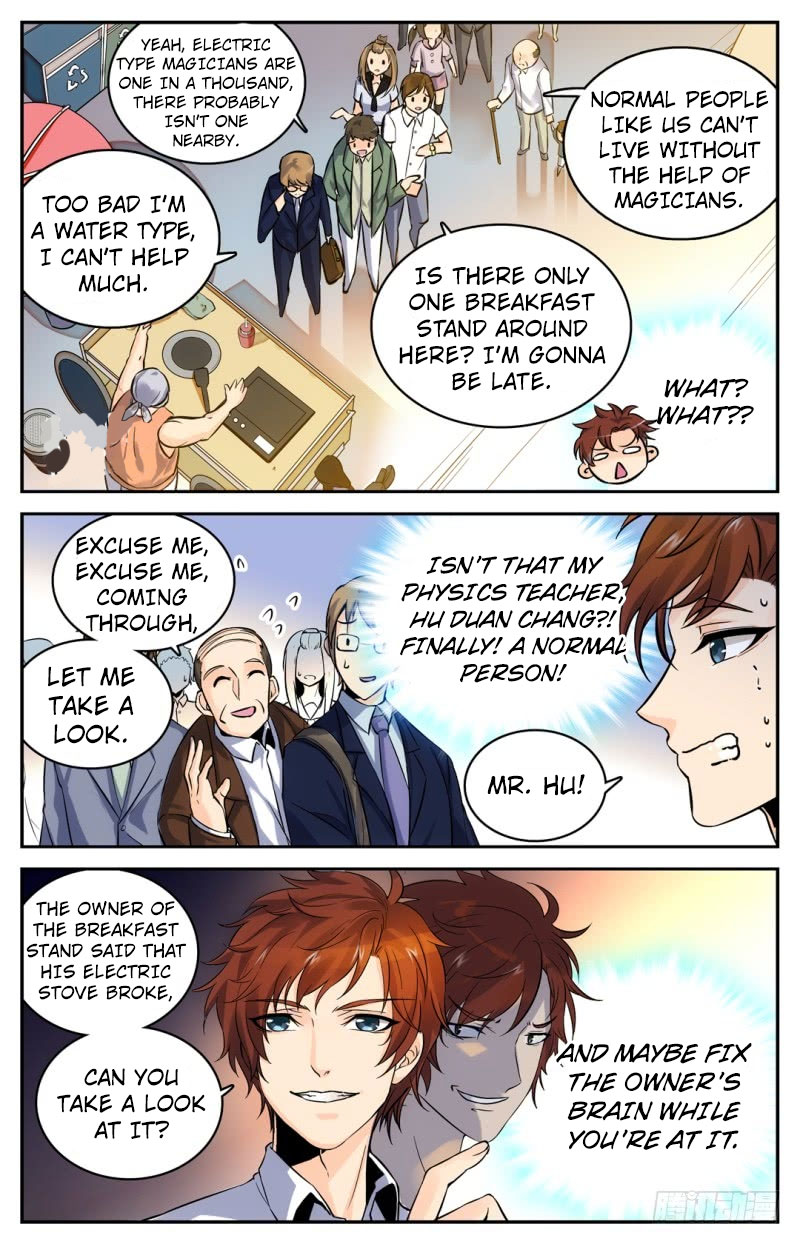 YEAH, ELECTRIC
TYPE MAGICIANS ARE
ONE IN A THOUSAND,
THERE PROBABLY
ISN'T ONE
NEARBY.
NORMAL PEOPLE
LIKE US CAN'T
LIVE WITHOUT
THE HELP OF
MAGICIANS.
TOO BAD I'M
A WATER TYPE,
I CAN'T HELP
MUCH.
IS THERE ONLY
ONE BREAKFAST
STAND AROUND
HERE? I'M GONNA
BE LATE.
WHAT?
WHAT??
EXCUSE ME,
EXCUSE ME,
COMING
THROUGH,
LET ME
TAKE A
LOOK.
ISN'T THAT MY
PHYSICS TEACHER,
HU DUAN CHANG?!
FINALLY! A NORMAL
PERSON!
MR. HU!
THE OWNER OF
THE BREAKFAST
STAND SAID THAT
HIS ELECTRIC
STOVE BROKE,
CAN YOU
TAKE A LOOK
AT IT?
AND MAYBE FIX
THE OWNER'S
BRAIN WHILE
YOU'RE AT IT.
腾讯动漫